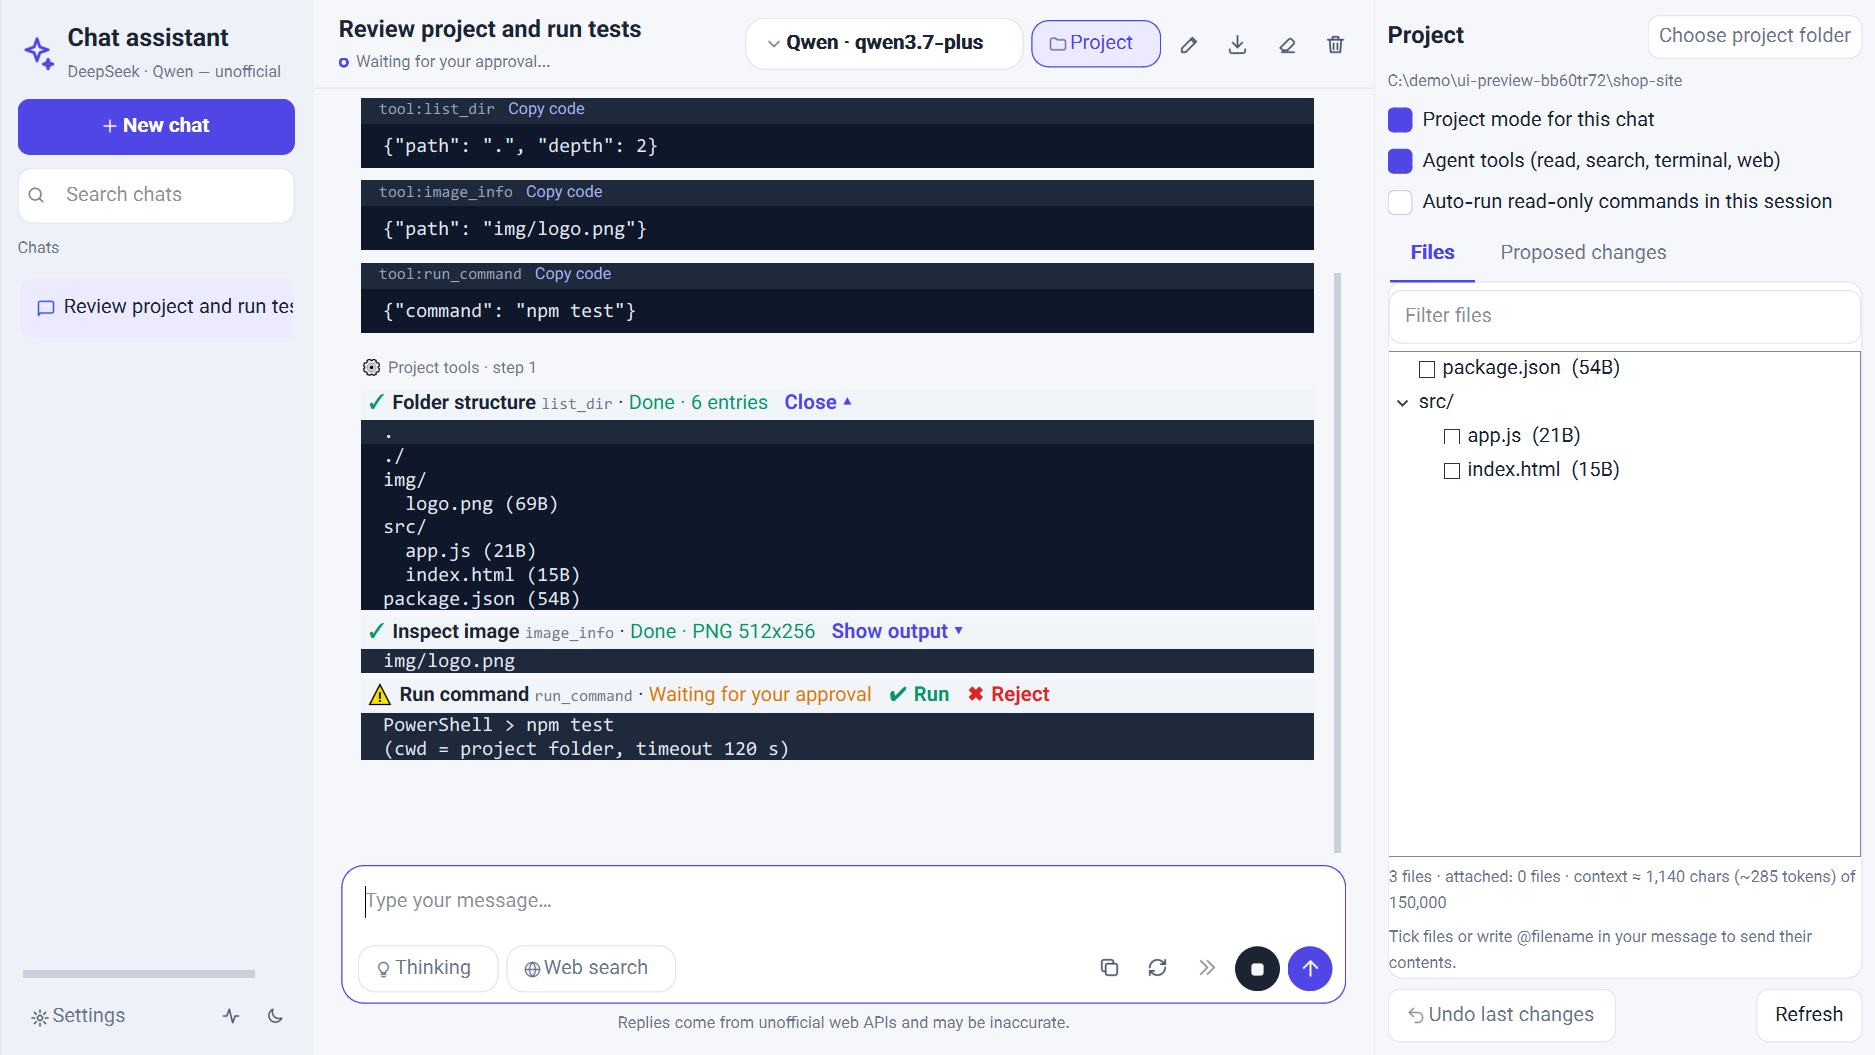 Chat assistant
DeepSeek · Qwen — unofficial
+ New chat
Search chats
Chats
Review project and run tes
Settings
Review project and run tests
Waiting for your approval...
Qwen · qwen3.7-plus
Project
tool:list_dir Copy code
{"path": ".", "depth": 2}
tool:image_info Copy code
{"path": "img/logo.png"}
tool:run_command Copy code
{"command": "npm test"}
Project tools · step 1
✓ Folder structure list_dir · Done · 6 entries Close ▲
.
./
img/
logo.png (69B)
src/
app.js (21B)
index.html (15B)
package.json (54B)
✓ Inspect image image_info · Done · PNG 512x256 Show output ▼
img/logo.png
⚠ Run command run_command · Waiting for your approval ✔ Run ✖ Reject
PowerShell > npm test
(cwd = project folder, timeout 120 s)
Type your message...
Thinking
Web search
Replies come from unofficial web APIs and may be inaccurate.
Project
Choose project folder
C:\demo\ui-preview-bb60tr72\shop-site
Project mode for this chat
Agent tools (read, search, terminal, web)
Auto-run read-only commands in this session
Files
Proposed changes
Filter files
package.json (54B)
src/
app.js (21B)
index.html (15B)
3 files · attached: 0 files · context ≈ 1,140 chars (~285 tokens) of
150,000
Tick files or write @filename in your message to send their
contents.
Undo last changes
Refresh